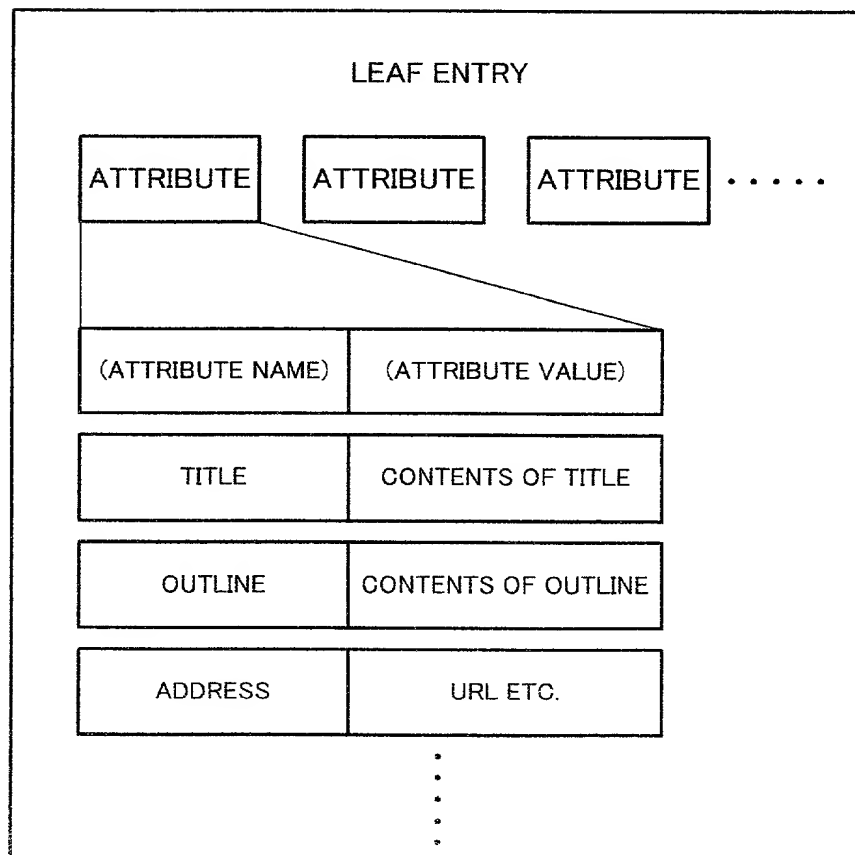 LEAF ENTRY
ATTRIBUTE ATTRIBUTE ATTRIBUTE ·····
(ATTRIBUTE NAME) (ATTRIBUTE VALUE)
TITLE CONTENTS OF TITLE
OUTLINE CONTENTS OF OUTLINE
ADDRESS URL ETC.